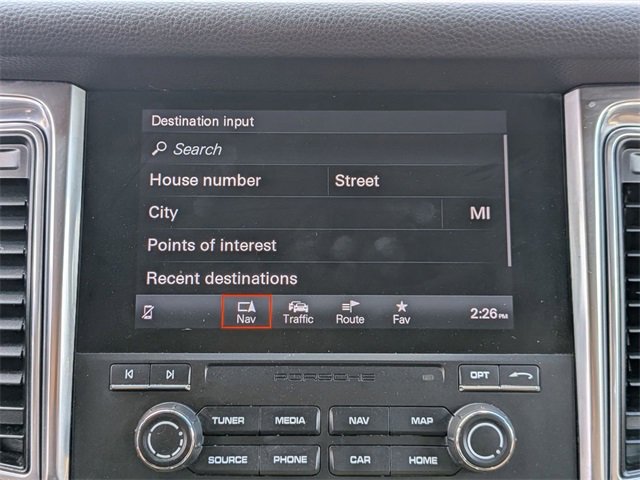 Destination input
Search
House number Street
City MI
Points of interest
Recent destinations
Nav Traffic Route Fav 2:26 PM
PORSCHE OPT
TUNER MEDIA NAV MAP
SOURCE PHONE CAR HOME